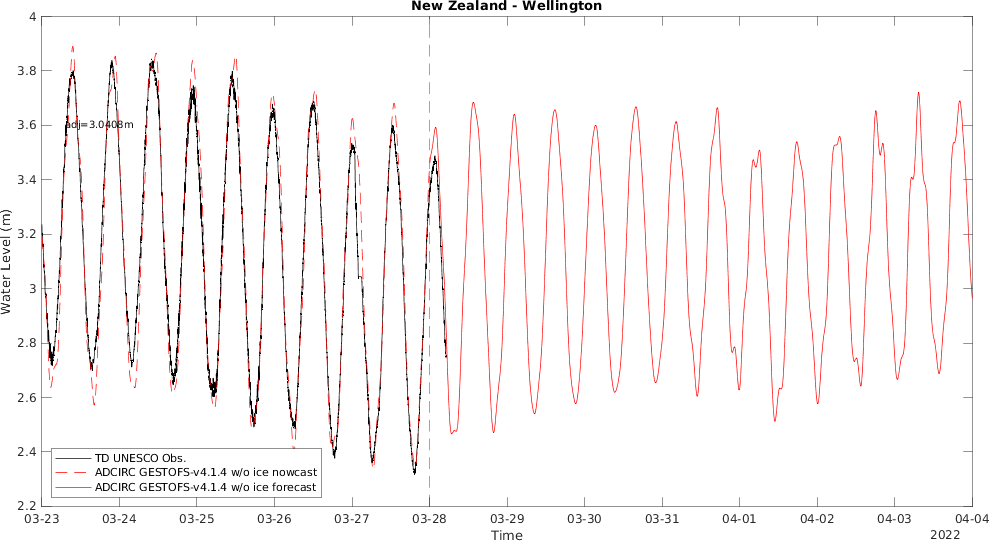 New Zealand - Wellington
4
3.8
3.6
3.4
3.2
3
2.8
2.6
2.4
2.2
Water Level (m)
adj=3.0408m
TD UNESCO Obs.
ADCIRC GESTOFS-v4.1.4 w/o ice nowcast
ADCIRC GESTOFS-v4.1.4 w/o ice forecast
03-23 03-24 03-25 03-26 03-27 03-28 03-29 03-30 03-31 04-01 04-02 04-03 04-04
Time
2022